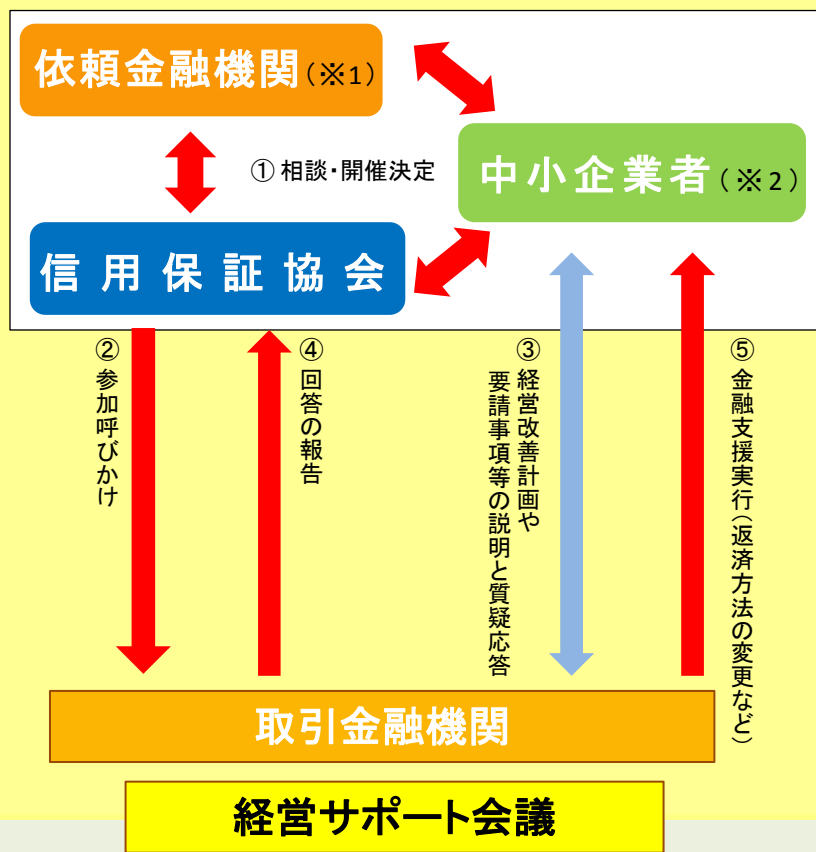 依頼金融機関(※1)
①相談・開催決定
中小企業者(※2)
信用保証協会
②
参加呼びかけ
④
回答の報告
③
経営改善計画や
要請事項等の説明と質疑応答
⑤
金融支援実行(返済方法の変更など)
取引金融機関
経営サポート会議